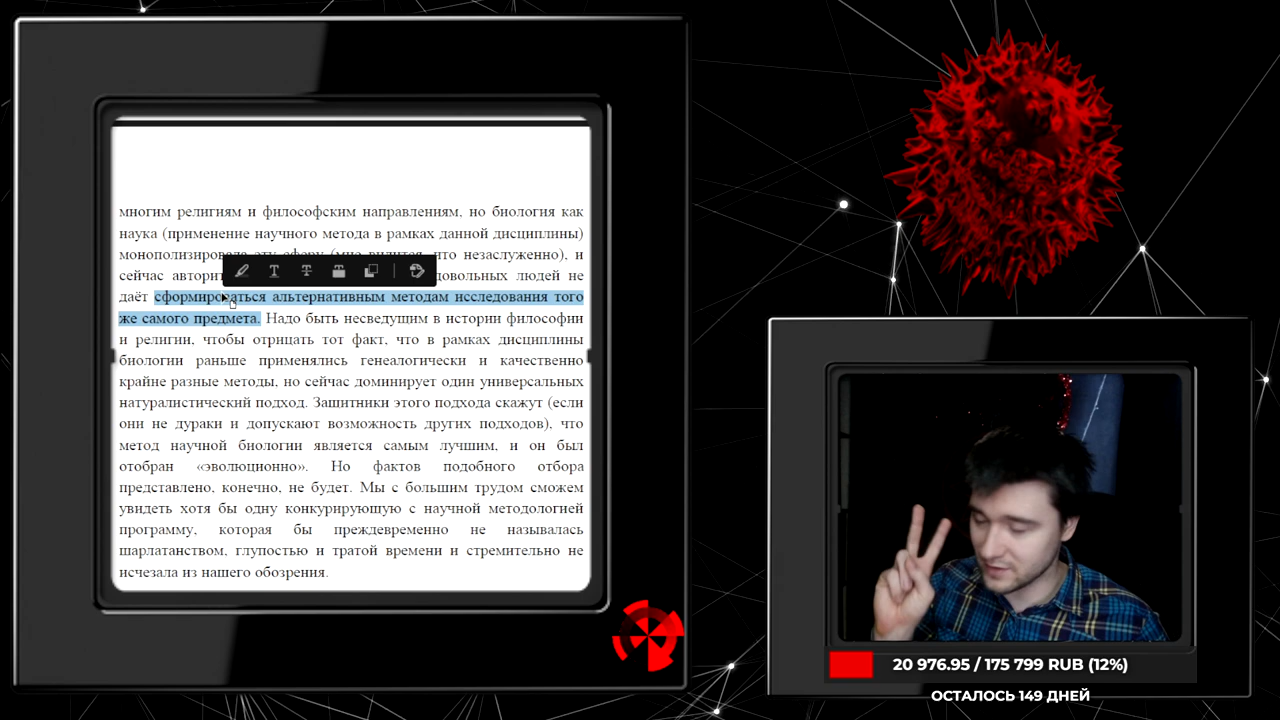 многим религиям и философским направлениям, но биология как
наука (применение научного метода в рамках данной дисциплины)
монополизировала эту сферу (мне видится, что незаслуженно), и
сейчас авторит довольных людей не
даёт сформироваться альтернативным методам исследования того
же самого предмета. Надо быть несведущим в истории философии
и религии, чтобы отрицать тот факт, что в рамках дисциплины
биологии раньше применялись генеалогически и качественно
крайне разные методы, но сейчас доминирует один универсальных
натуралистический подход. Защитники этого подхода скажут (если
они не дураки и допускают возможность других подходов), что
метод научной биологии является самым лучшим, и он был
отобран «эволюционно». Но фактов подобного отбора
представлено, конечно, не будет. Мы с большим трудом сможем
увидеть хотя бы одну конкурирующую с научной методологией
программу, которая бы преждевременно не называлась
шарлатанством, глупостью и тратой времени и стремительно не
исчезала из нашего обозрения.
20 976.95 / 175 799 RUB (12%)
ОСТАЛОСЬ 149 ДНЕЙ